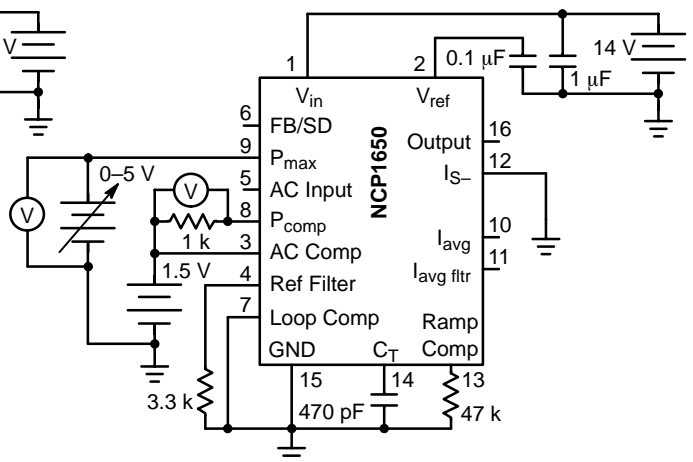 V
1
2
0.1 μF
14 V
1 μF
V_in
V_ref
6
FB/SD
Output
16
9
P_max
I_S–
12
0–5 V
V
V
5
AC Input
NCP1650
8
P_comp
1 k
3
AC Comp
I_avg
10
1.5 V
4
Ref Filter
I_avg fltr
11
7
Loop Comp
Ramp
Comp
GND
C_T
15
14
13
3.3 k
470 pF
47 k